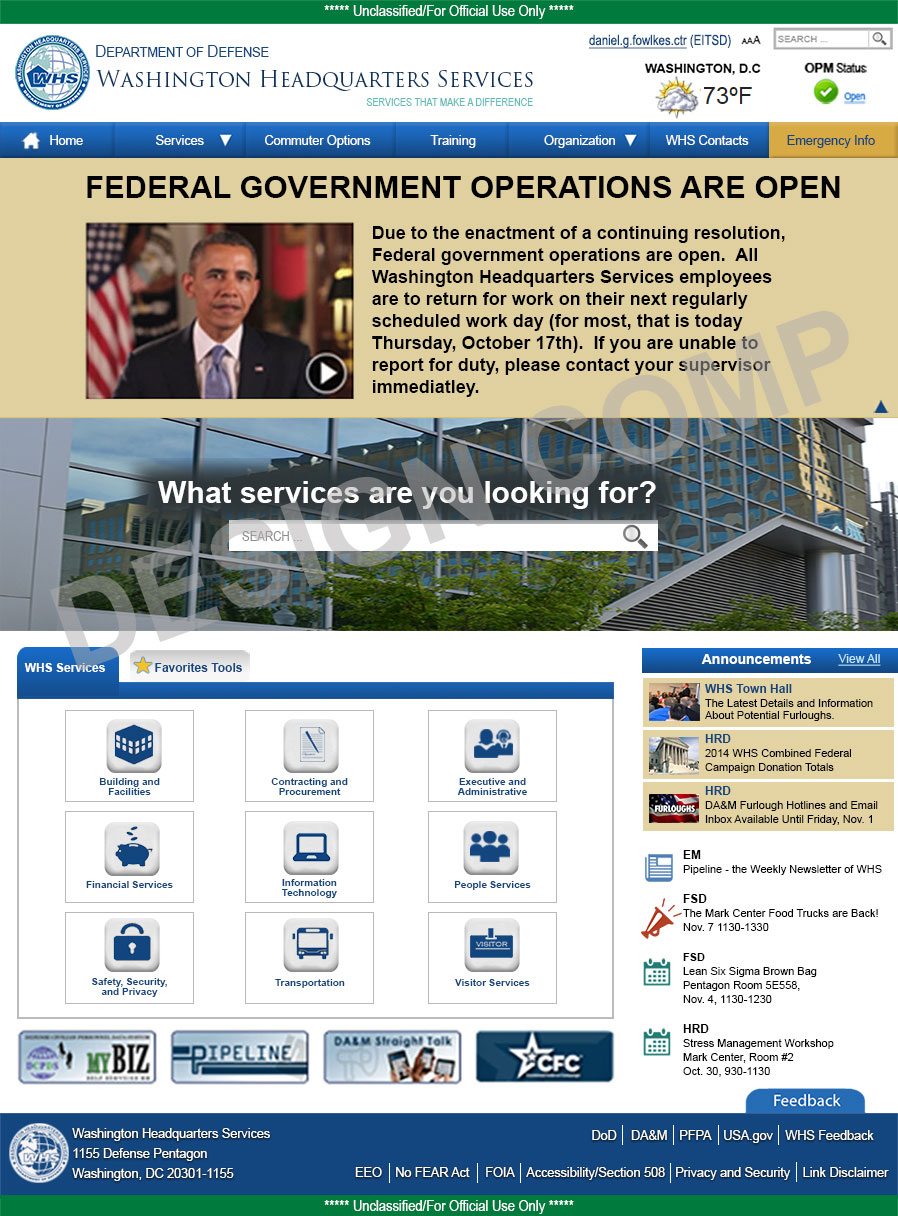 ***** Unclassified/For Official Use Only *****
WHS
DEPARTMENT OF DEFENSE
WASHINGTON HEADQUARTERS SERVICES
SERVICES THAT MAKE A DIFFERENCE
daniel.g.fowlkes.ctr (EITSD) AAA
SEARCH ...
WASHINGTON, D.C
73ºF
OPM Status
Open
Home
Services
Commuter Options
Training
Organization
WHS Contacts
Emergency Info
FEDERAL GOVERNMENT OPERATIONS ARE OPEN
Due to the enactment of a continuing resolution,
Federal government operations are open. All
Washington Headquarters Services employees
are to return for work on their next regularly
scheduled work day (for most, that is today
Thursday, October 17th). If you are unable to
report for duty, please contact your supervisor
immediatley.
DESIGN COMP
What services are you looking for?
SEARCH ...
WHS Services
Favorites Tools
Building and
Facilities
Contracting and
Procurement
Executive and
Administrative
Financial Services
Information
Technology
People Services
Safety, Security,
and Privacy
Transportation
VISITOR
Visitor Services
DCPDS
MyBIZ
PIPELINE
DA&M Straight Talk
CFC
Announcements
View All
WHS Town Hall
The Latest Details and Information
About Potential Furloughs.
HRD
2014 WHS Combined Federal
Campaign Donation Totals
FURLOUGHS
HRD
DA&M Furlough Hotlines and Email
Inbox Available Until Friday, Nov. 1
EM
Pipeline - the Weekly Newsletter of WHS
FSD
The Mark Center Food Trucks are Back!
Nov. 7 1130-1330
FSD
Lean Six Sigma Brown Bag
Pentagon Room 5E558,
Nov. 4, 1130-1230
HRD
Stress Management Workshop
Mark Center, Room #2
Oct. 30, 930-1130
Feedback
WHS
Washington Headquarters Services
1155 Defense Pentagon
Washington, DC 20301-1155
DoD | DA&M | PFPA | USA.gov | WHS Feedback
EEO | No FEAR Act | FOIA | Accessibility/Section 508 | Privacy and Security | Link Disclaimer
***** Unclassified/For Official Use Only *****